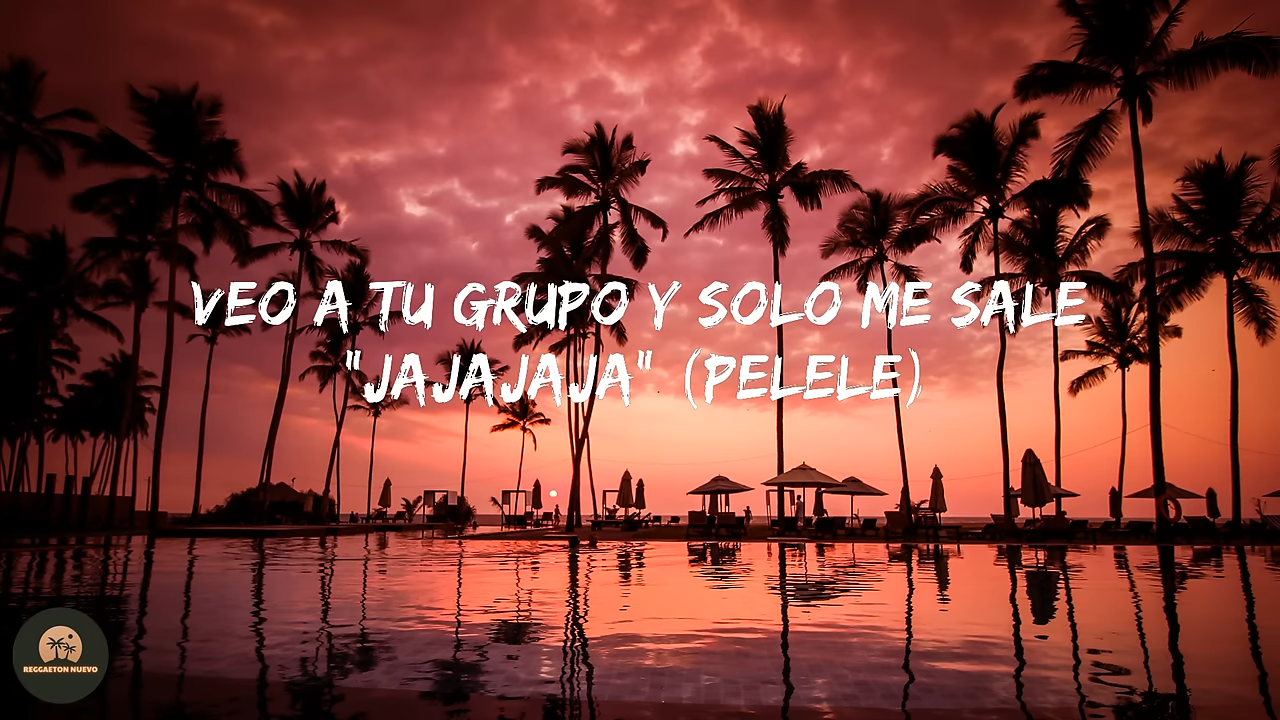 VEO A TU GRUPO Y SOLO ME SALE
"JAJAJAJA" (PELELE)
REGGAETON NUEVO